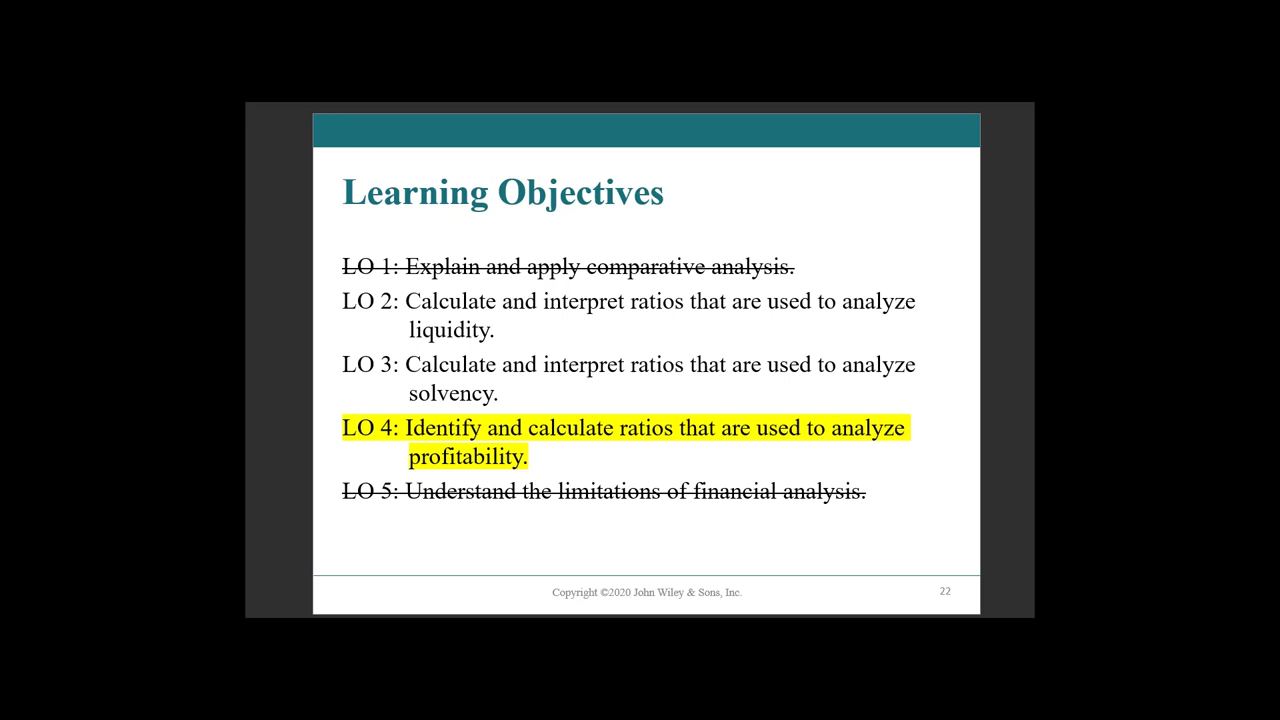 Learning Objectives
LO 1: Explain and apply comparative analysis.
LO 2: Calculate and interpret ratios that are used to analyze
liquidity.
LO 3: Calculate and interpret ratios that are used to analyze
solvency.
LO 4: Identify and calculate ratios that are used to analyze
profitability.
LO 5: Understand the limitations of financial analysis.
Copyright ©2020 John Wiley & Sons, Inc.
22